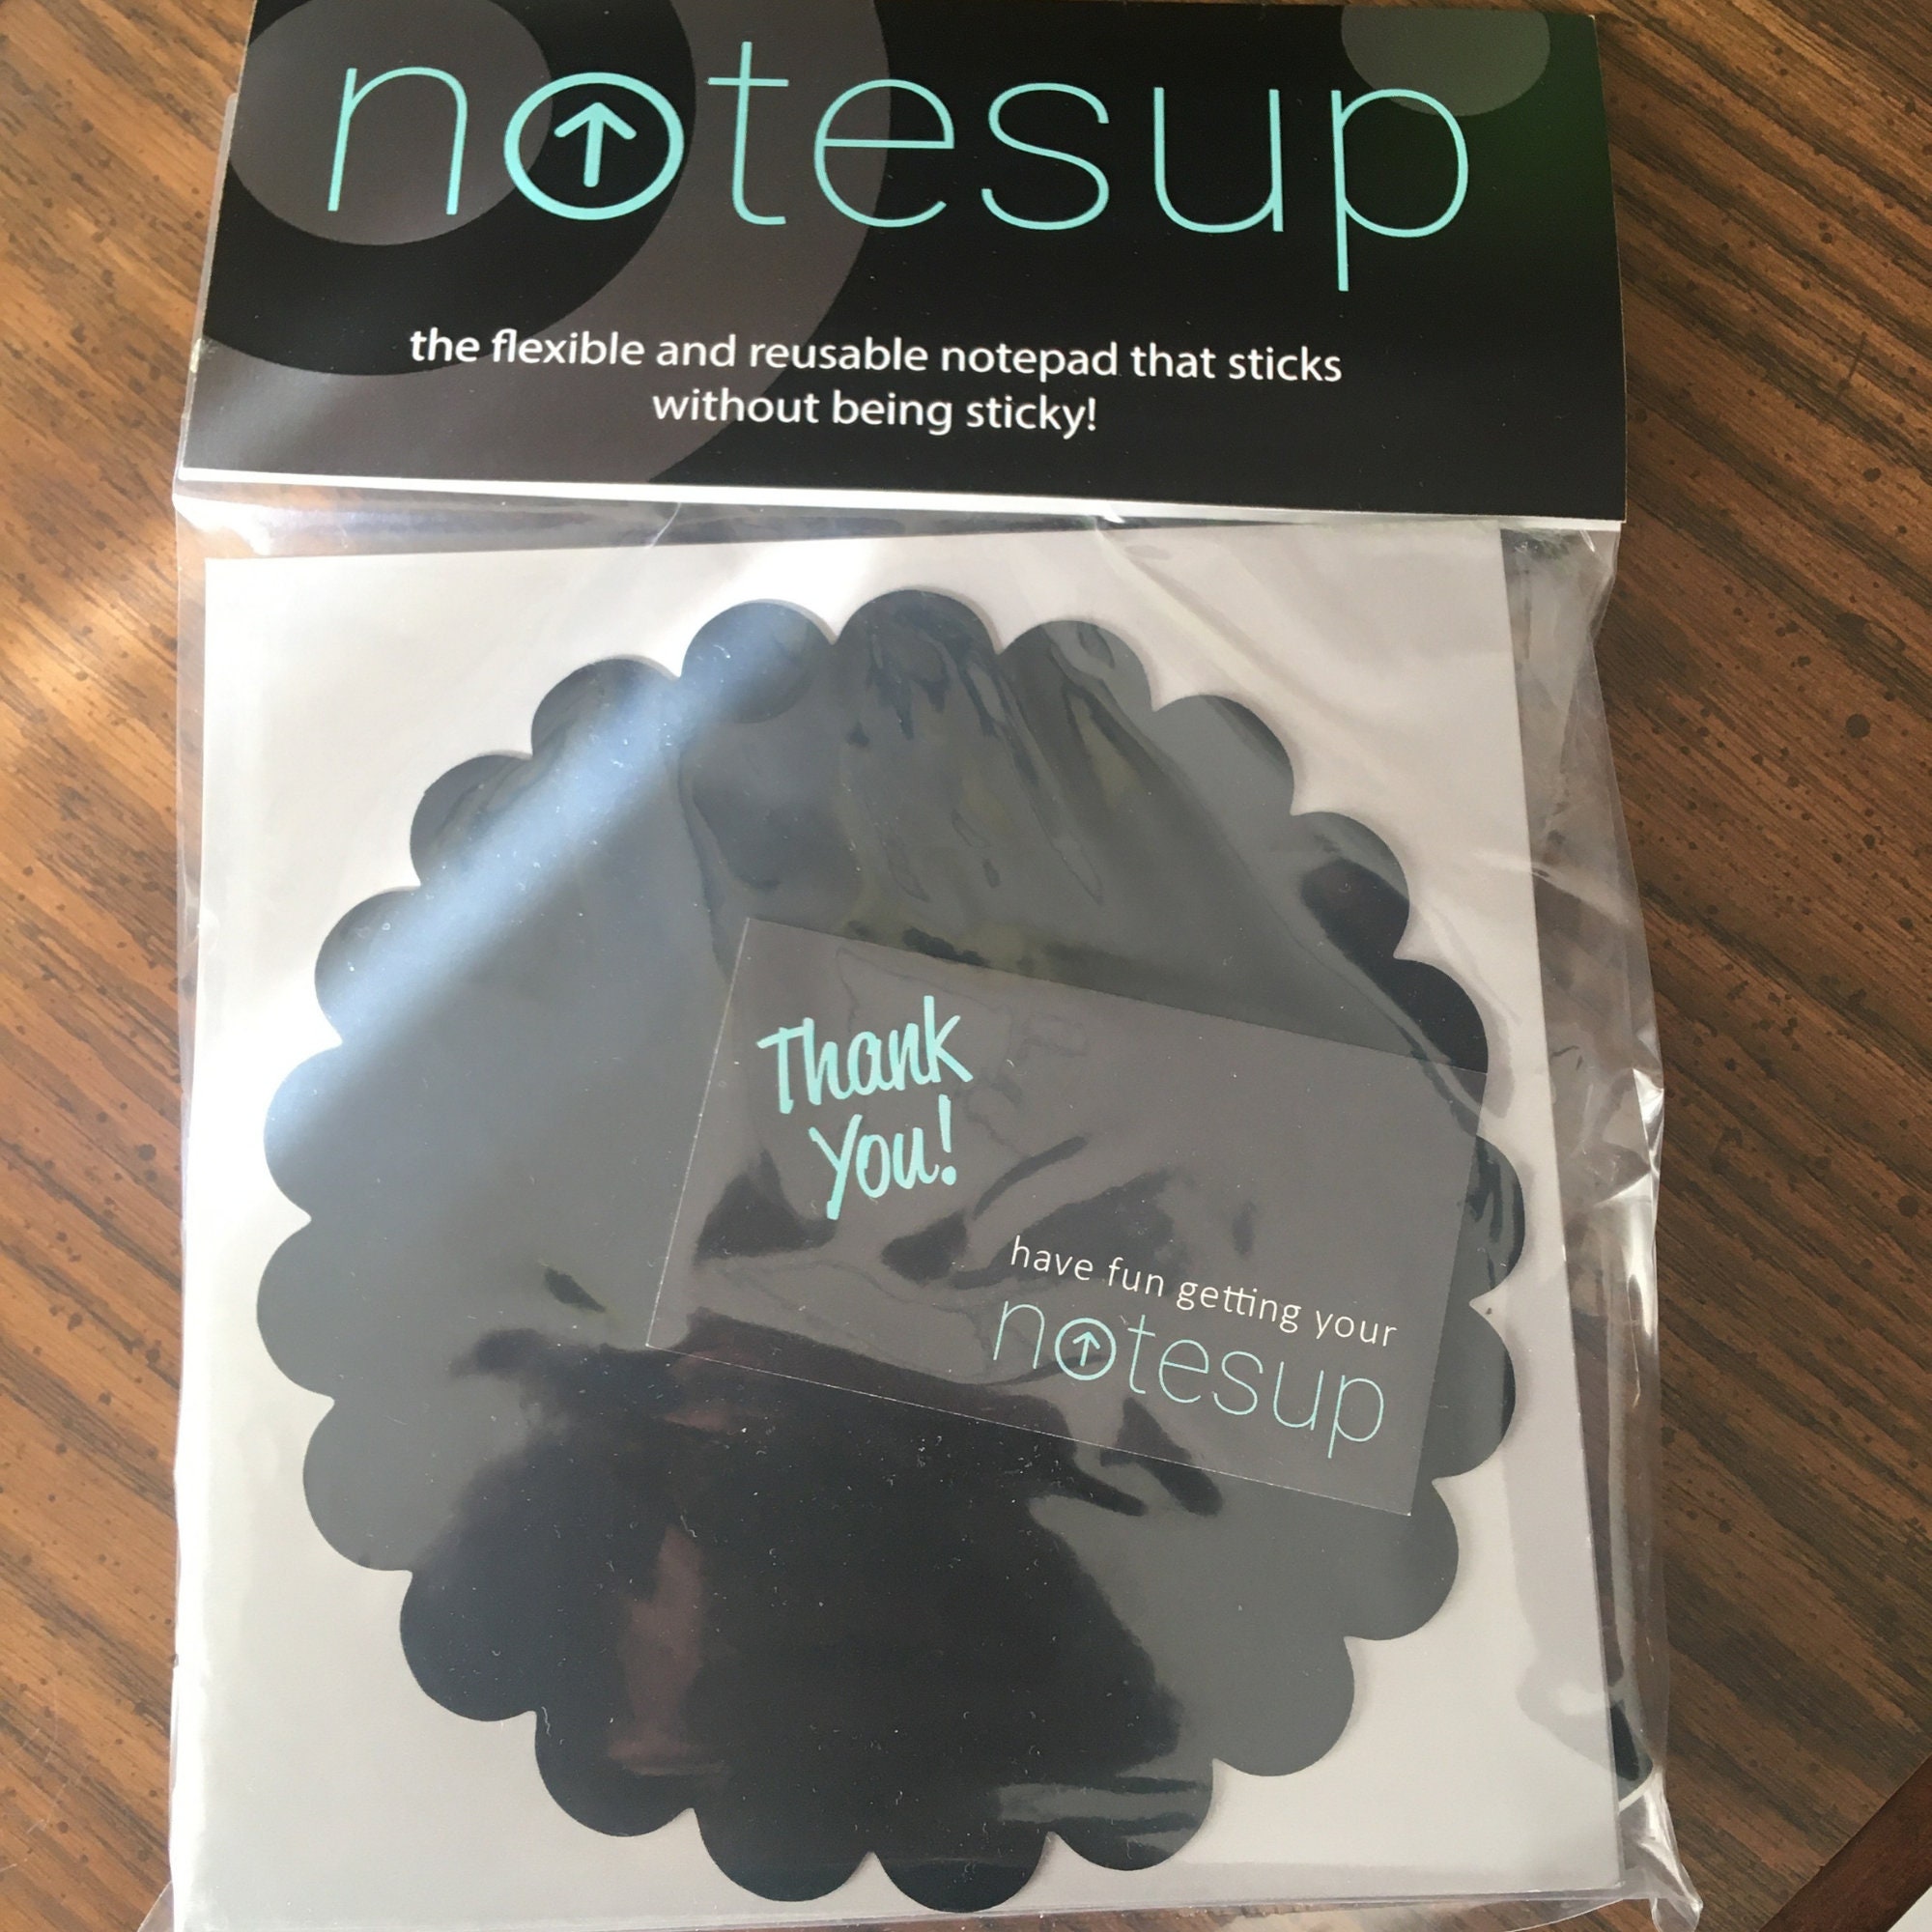 notesup
the flexible and reusable notepad that sticks
without being sticky!
Thank
You!
have fun getting your
notesup